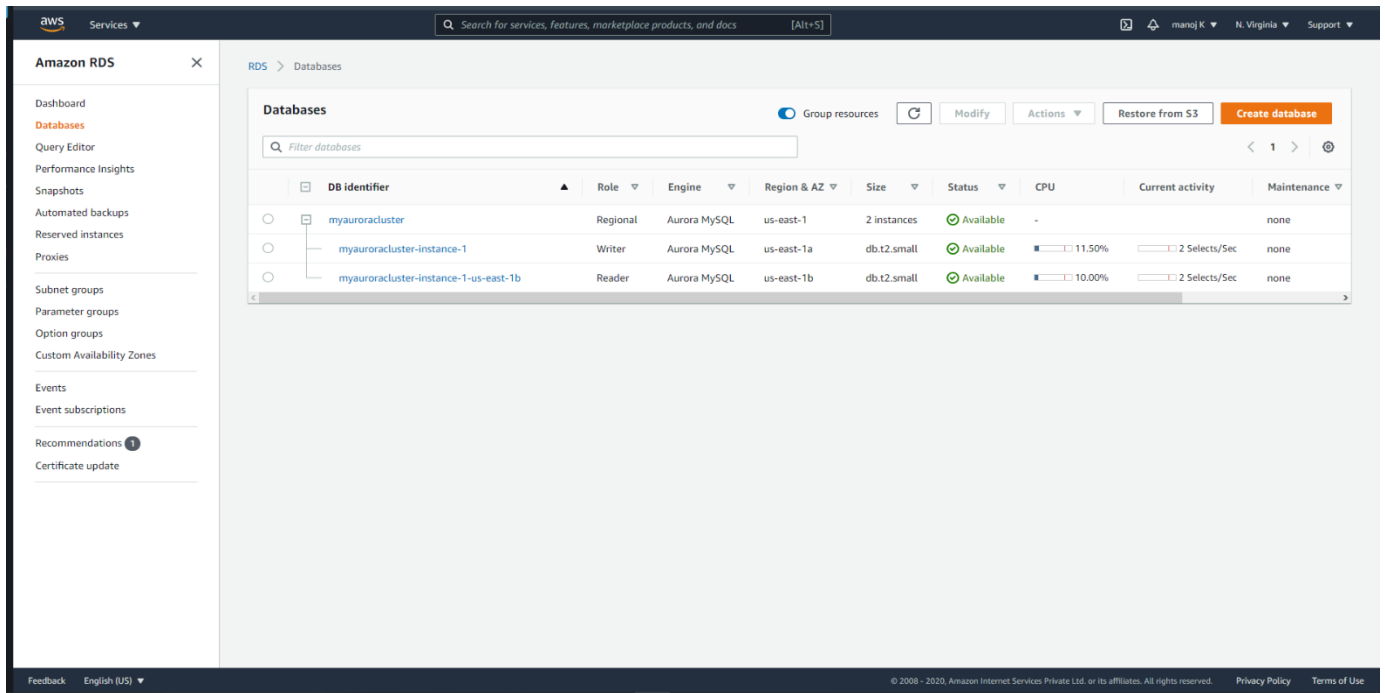 aws Services Search for services, features, marketplace products, and docs [Alt+S] manoj K N. Virginia Support
Amazon RDS
Dashboard
Databases
Query Editor
Performance Insights
Snapshots
Automated backups
Reserved instances
Proxies
Subnet groups
Parameter groups
Option groups
Custom Availability Zones
Events
Event subscriptions
Recommendations 1
Certificate update
RDS > Databases
Databases Group resources Modify Actions Restore from S3 Create database
Filter databases 1
DB identifier Role Engine Region & AZ Size Status CPU Current activity Maintenance
myauroracluster Regional Aurora MySQL us-east-1 2 instances Available - none
myauroracluster-instance-1 Writer Aurora MySQL us-east-1a db.t2.small Available 11.50% 2 Selects/Sec none
myauroracluster-instance-1-us-east-1b Reader Aurora MySQL us-east-1b db.t2.small Available 10.00% 2 Selects/Sec none
Feedback English (US) © 2008 - 2020, Amazon Internet Services Private Ltd. or its affiliates. All rights reserved. Privacy Policy Terms of Use